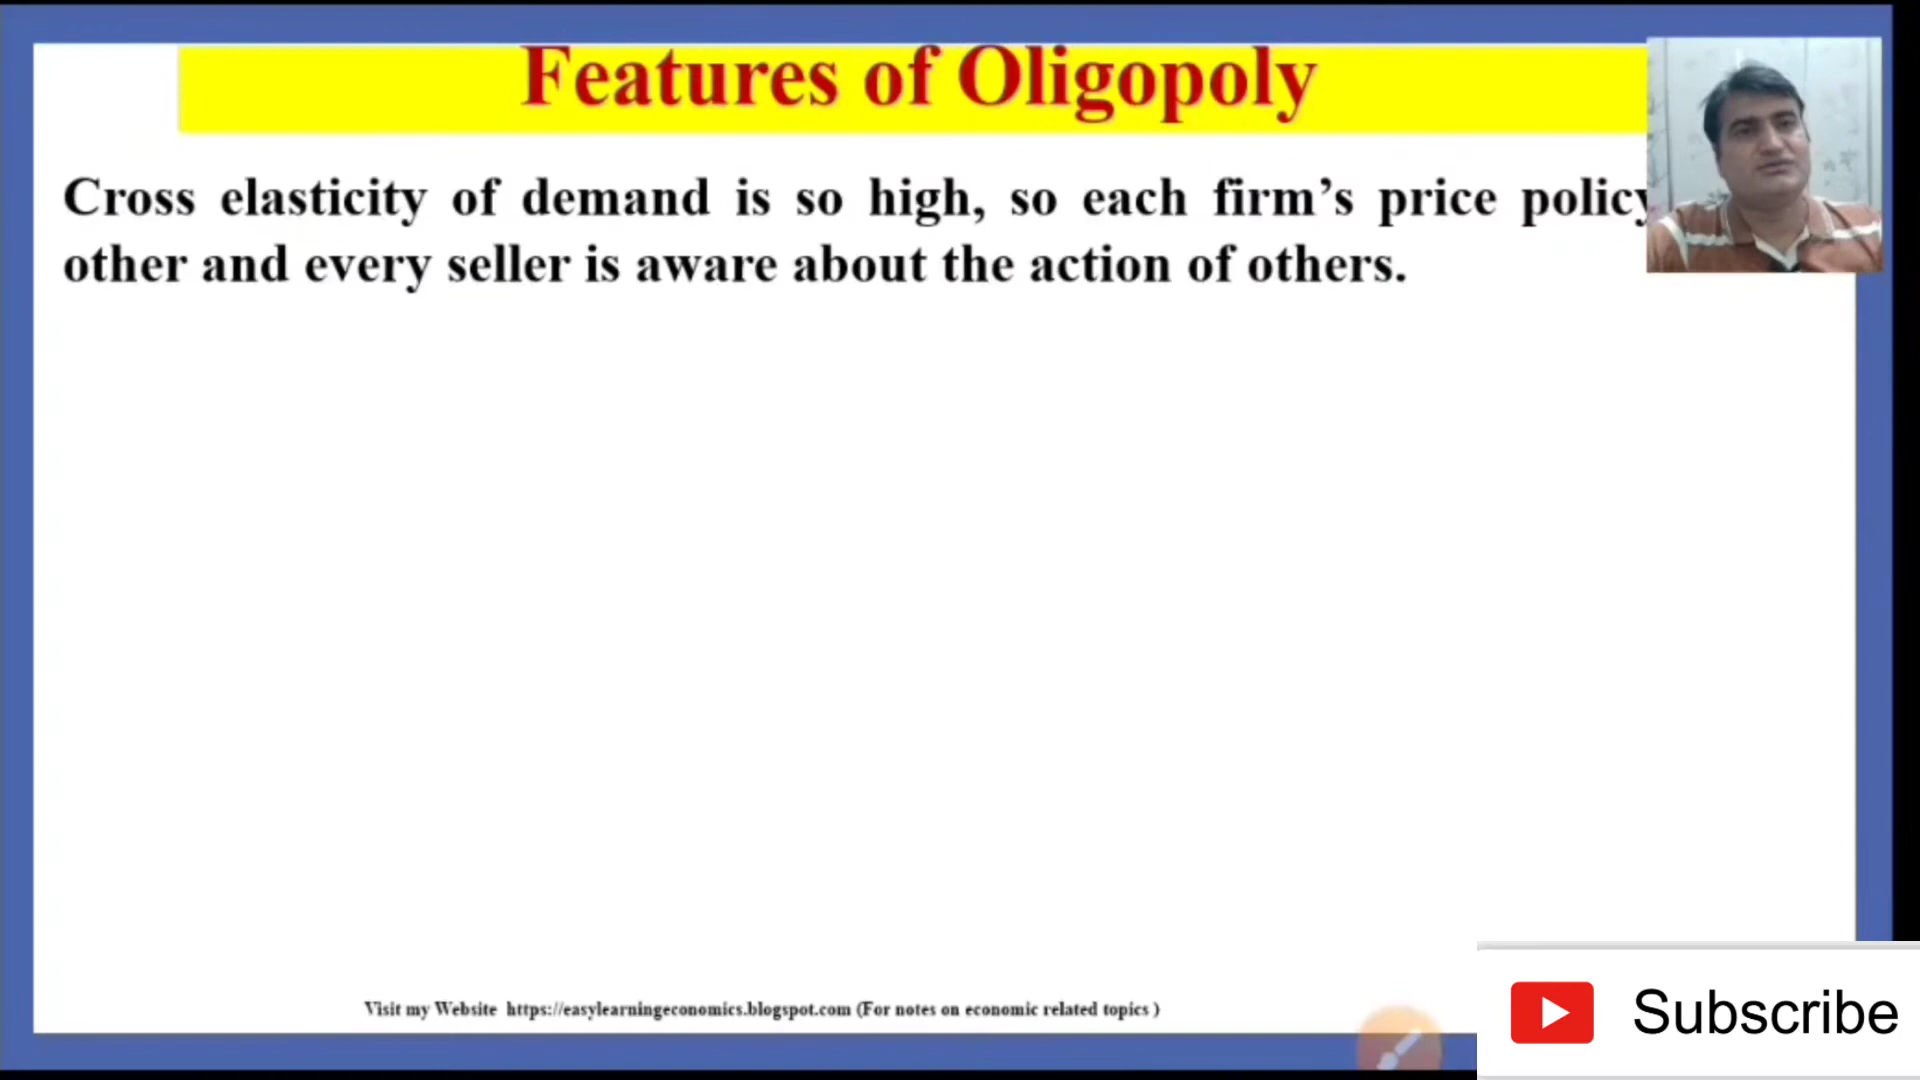 Features of Oligopoly
Cross elasticity of demand is so high, so each firm’s price policy
other and every seller is aware about the action of others.
Visit my Website https://easylearningeconomics.blogspot.com (For notes on economic related topics )
Subscribe